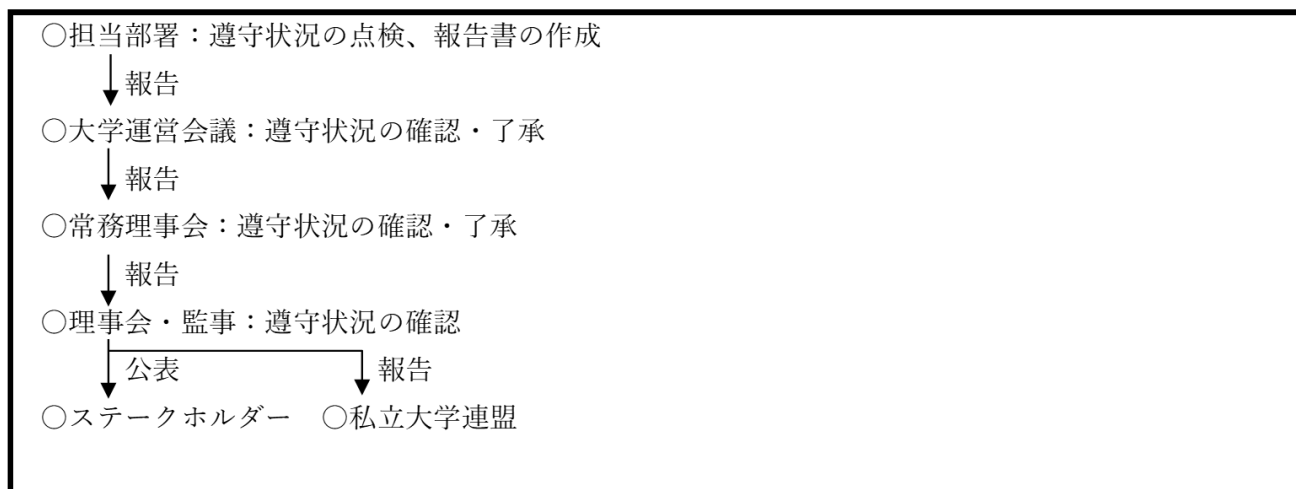 ○担当部署：遵守状況の点検、報告書の作成
報告
○大学運営会議：遵守状況の確認・了承
報告
○常務理事会：遵守状況の確認・了承
報告
○理事会・監事：遵守状況の確認
公表 報告
○ステークホルダー ○私立大学連盟